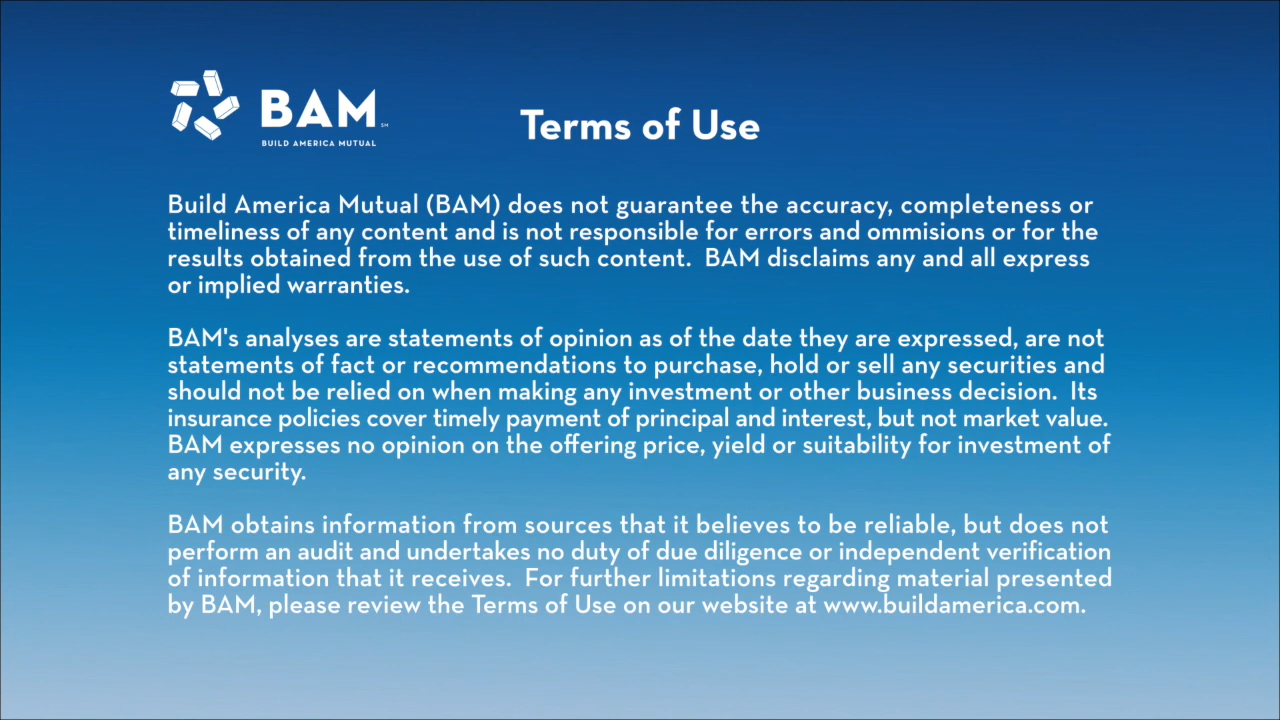 BAM SM
BUILD AMERICA MUTUAL
Terms of Use
Build America Mutual (BAM) does not guarantee the accuracy, completeness or
timeliness of any content and is not responsible for errors and ommisions or for the
results obtained from the use of such content.  BAM disclaims any and all express
or implied warranties.
BAM's analyses are statements of opinion as of the date they are expressed, are not
statements of fact or recommendations to purchase, hold or sell any securities and
should not be relied on when making any investment or other business decision.  Its
insurance policies cover timely payment of principal and interest, but not market value.
BAM expresses no opinion on the offering price, yield or suitability for investment of
any security.
BAM obtains information from sources that it believes to be reliable, but does not
perform an audit and undertakes no duty of due diligence or independent verification
of information that it receives.  For further limitations regarding material presented
by BAM, please review the Terms of Use on our website at www.buildamerica.com.